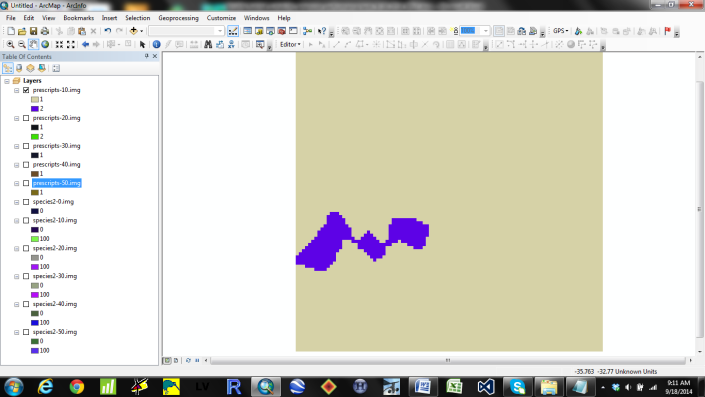 Untitled - ArcMap - ArcInfo
File Edit View Bookmarks Insert Selection Geoprocessing Customize Windows Help
GPS
Editor
Table Of Contents
Layers
prescripts-10.img
1
2
prescripts-20.img
1
2
prescripts-30.img
1
prescripts-40.img
1
prescripts-50.img
1
species2-0.img
0
species2-10.img
0
100
species2-20.img
0
100
species2-30.img
0
100
species2-40.img
0
100
species2-50.img
0
100
-35.763 -32.77 Unknown Units
LV
R
9:11 AM
9/18/2014